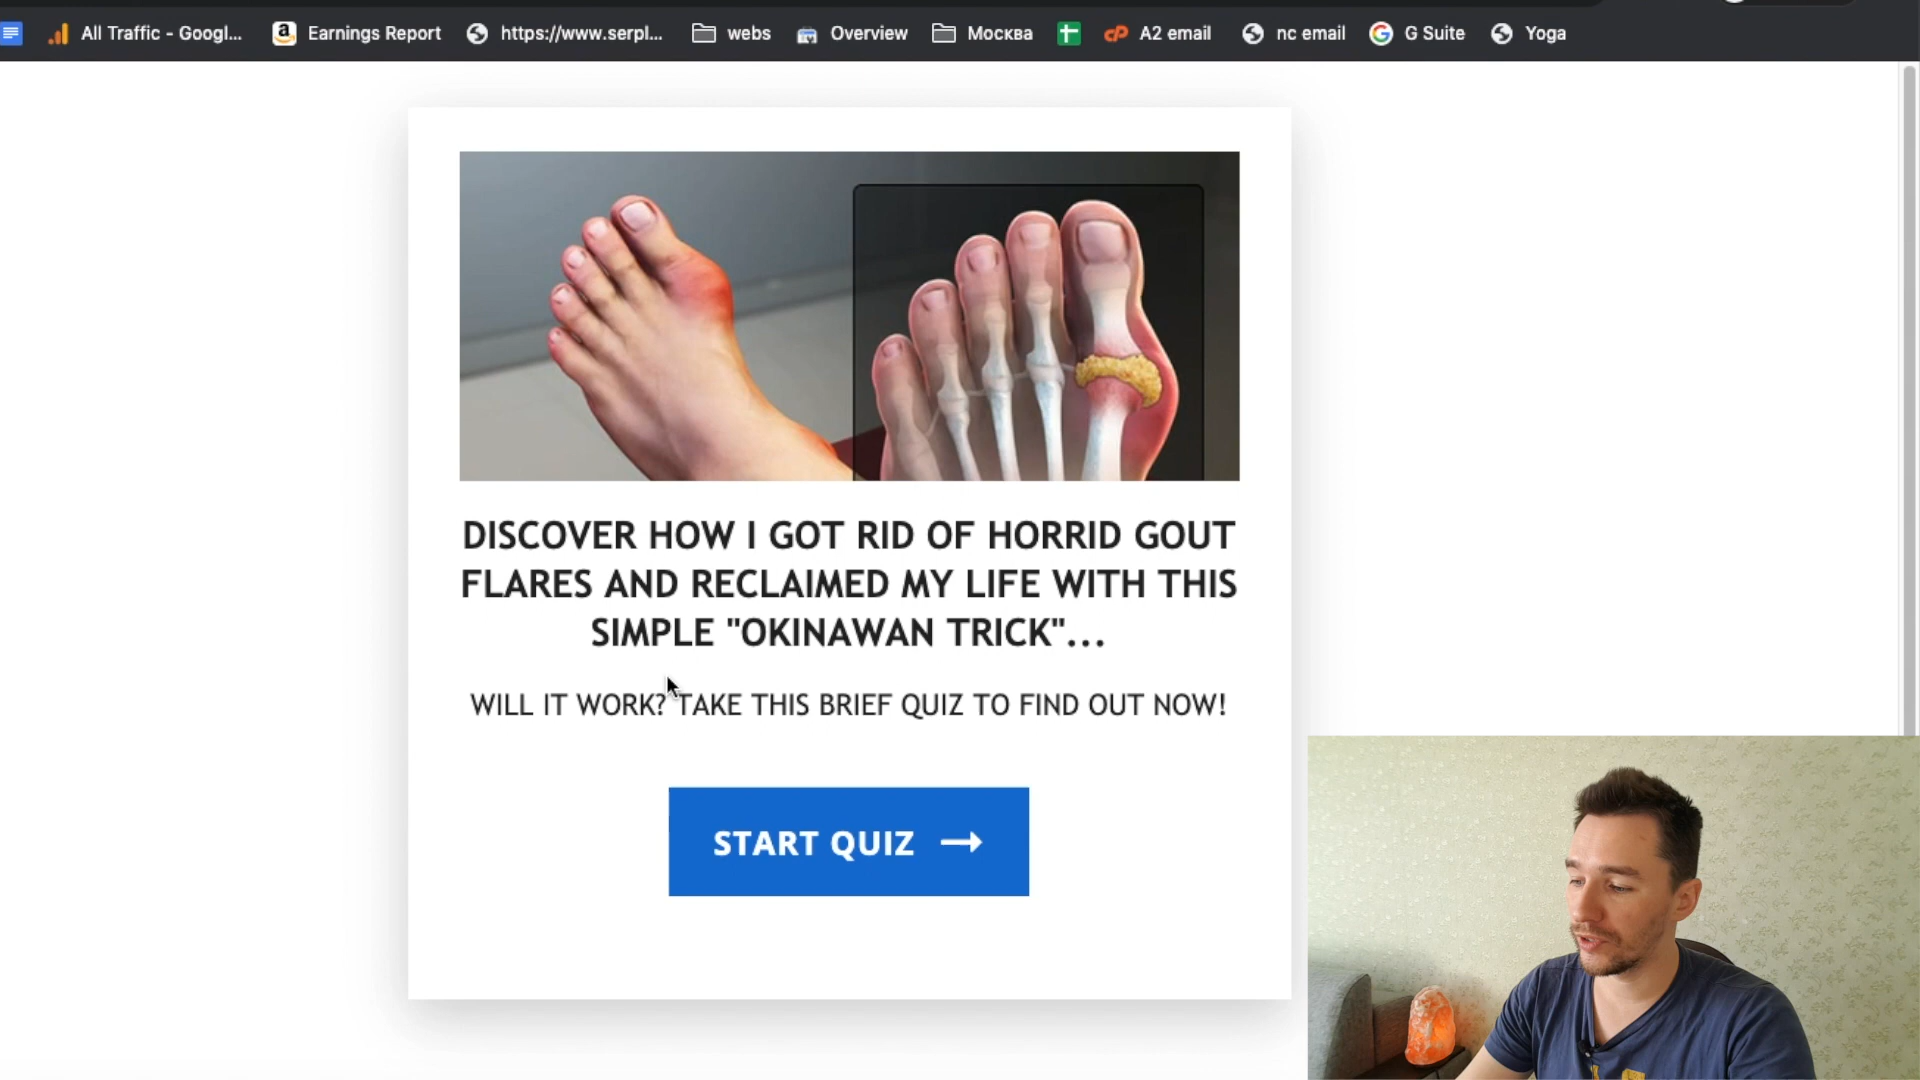 All Traffic - Googl... Earnings Report https://www.serpl... webs Overview Москва A2 email nc email G Suite Yoga
DISCOVER HOW I GOT RID OF HORRID GOUT
FLARES AND RECLAIMED MY LIFE WITH THIS
SIMPLE "OKINAWAN TRICK"...
WILL IT WORK? TAKE THIS BRIEF QUIZ TO FIND OUT NOW!
START QUIZ